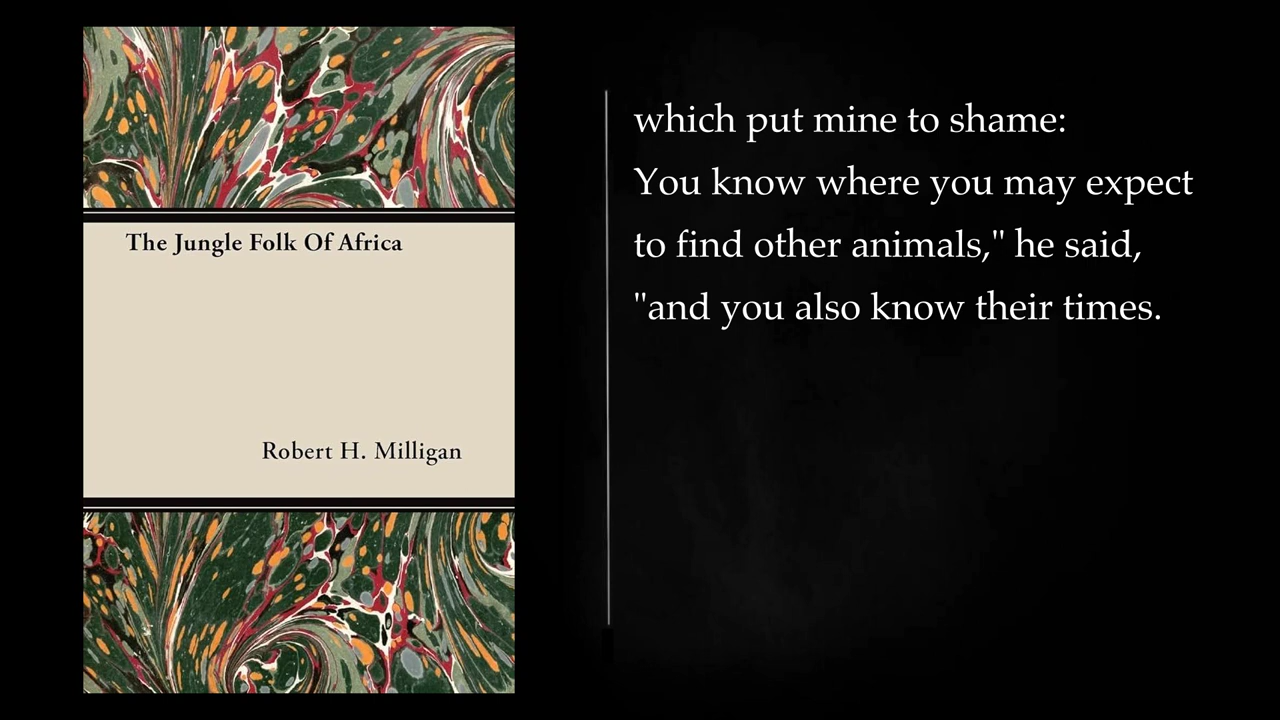 The Jungle Folk Of Africa
Robert H. Milligan
which put mine to shame:
You know where you may expect
to find other animals," he said,
"and you also know their times.